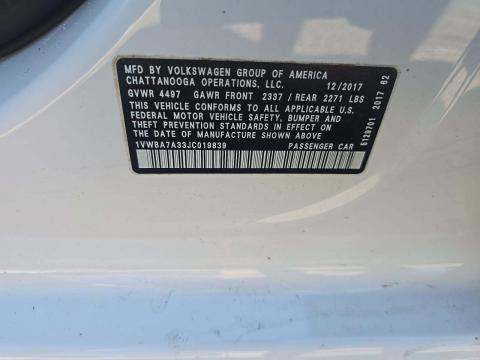 MFD BY VOLKSWAGEN GROUP OF AMERICA
CHATTANOOGA OPERATIONS, LLC. 12/2017
GVWR 4497 GAWR FRONT 2337 / REAR 2271 LBS
THIS VEHICLE CONFORMS TO ALL APPLICABLE U.S.
FEDERAL MOTOR VEHICLE SAFETY, BUMPER AND
THEFT PREVENTION STANDARDS IN EFFECT ON
THE DATE OF MANUFACTURE SHOWN ABOVE
1VWBA7A33JC019839 PASSENGER CAR
6128701 2017 62